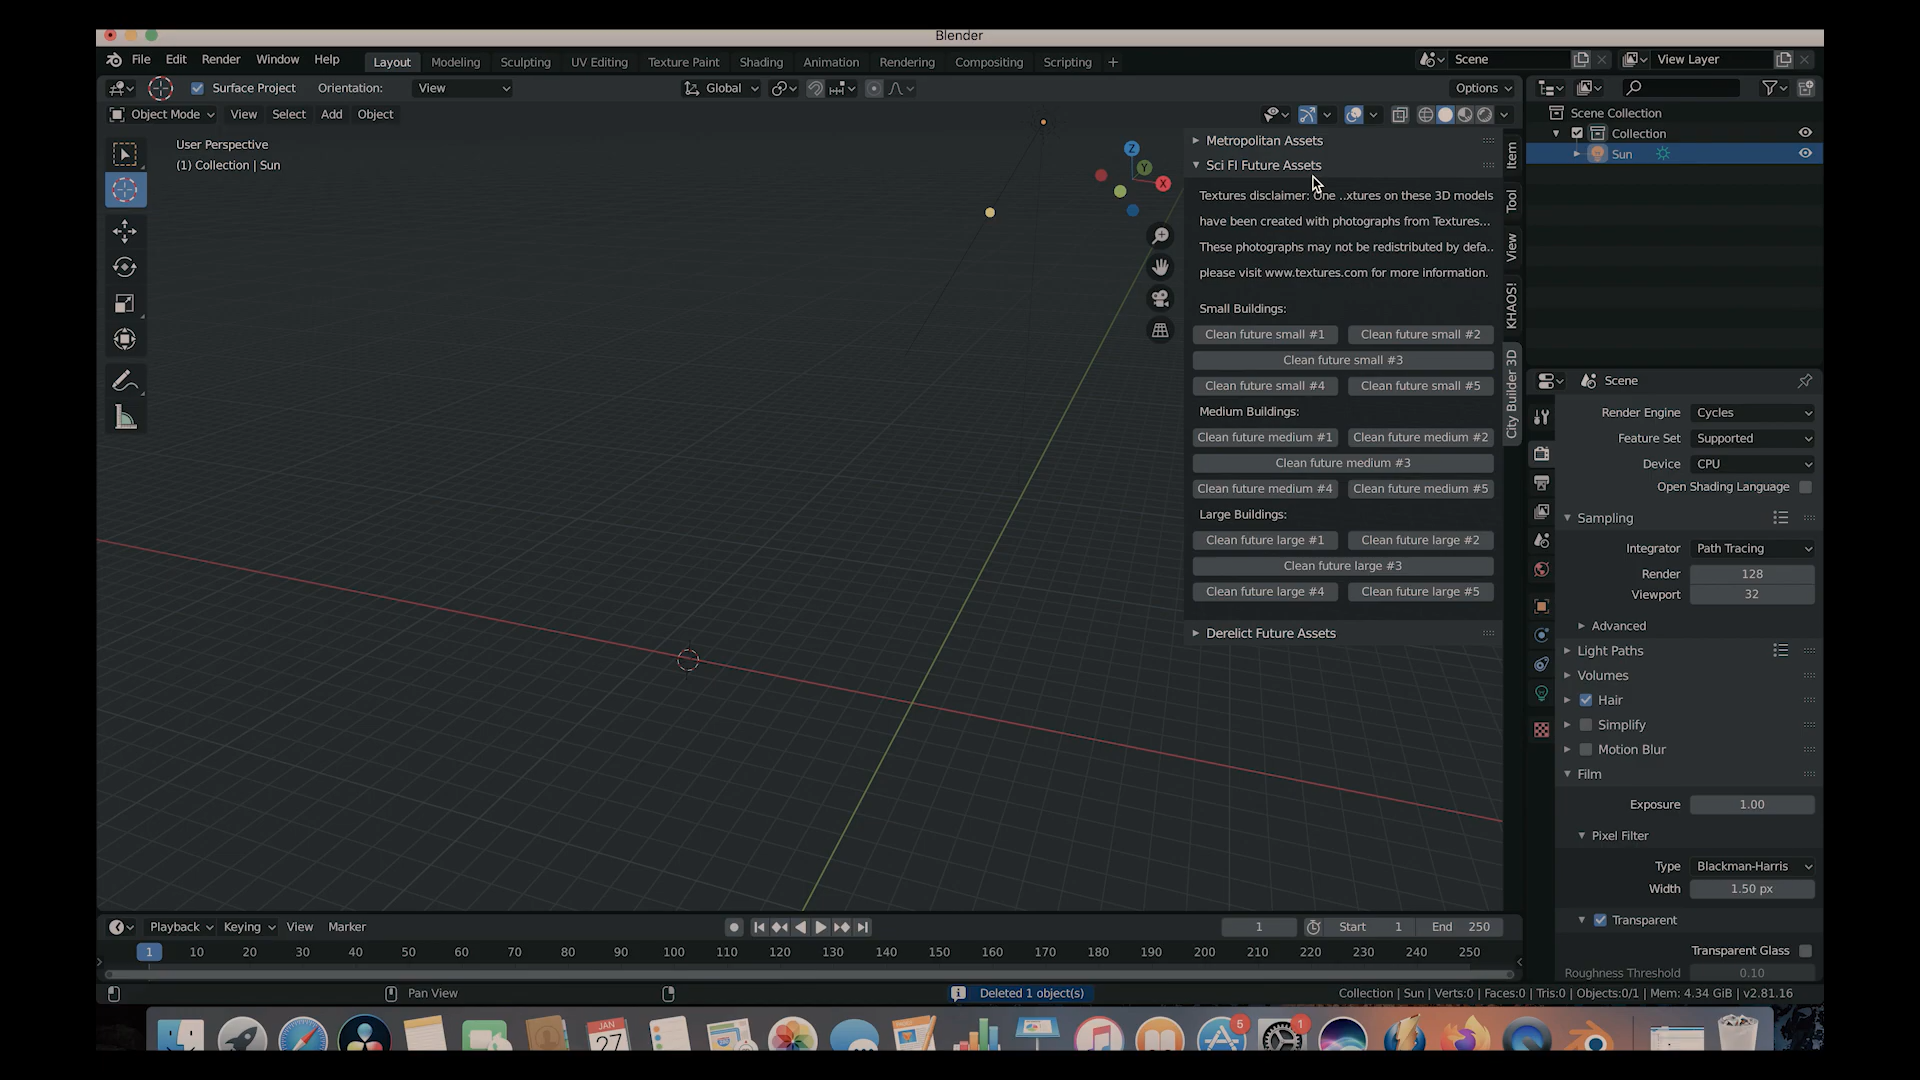 Blender
File Edit Render Window Help Layout Modeling Sculpting UV Editing Texture Paint Shading Animation Rendering Compositing Scripting + Scene View Layer
Surface Project Orientation: View Global Options
Object Mode View Select Add Object
User Perspective
(1) Collection | Sun
Z
Y
X
Metropolitan Assets
Sci FI Future Assets
Textures disclaimer: One ..xtures on these 3D models
have been created with photographs from Textures...
These photographs may not be redistributed by defa..
please visit www.textures.com for more information.
Small Buildings:
Clean future small #1 Clean future small #2
Clean future small #3
Clean future small #4 Clean future small #5
Medium Buildings:
Clean future medium #1 Clean future medium #2
Clean future medium #3
Clean future medium #4 Clean future medium #5
Large Buildings:
Clean future large #1 Clean future large #2
Clean future large #3
Clean future large #4 Clean future large #5
Derelict Future Assets
Item
Tool
View
KHAOS!
City Builder 3D
Scene Collection
Collection
Sun
Scene
Render Engine Cycles
Feature Set Supported
Device CPU
Open Shading Language
Sampling
Integrator Path Tracing
Render 128
Viewport 32
Advanced
Light Paths
Volumes
Hair
Simplify
Motion Blur
Film
Exposure 1.00
Pixel Filter
Type Blackman-Harris
Width 1.50 px
Transparent
Transparent Glass
Roughness Threshold 0.10
Playback Keying View Marker 1 Start 1 End 250
1 10 20 30 40 50 60 70 80 90 100 110 120 130 140 150 160 170 180 190 200 210 220 230 240 250
Pan View Deleted 1 object(s) Collection | Sun | Verts:0 | Faces:0 | Tris:0 | Objects:0/1 | Mem: 4.34 GiB | v2.81.16
JAN
27
5
1